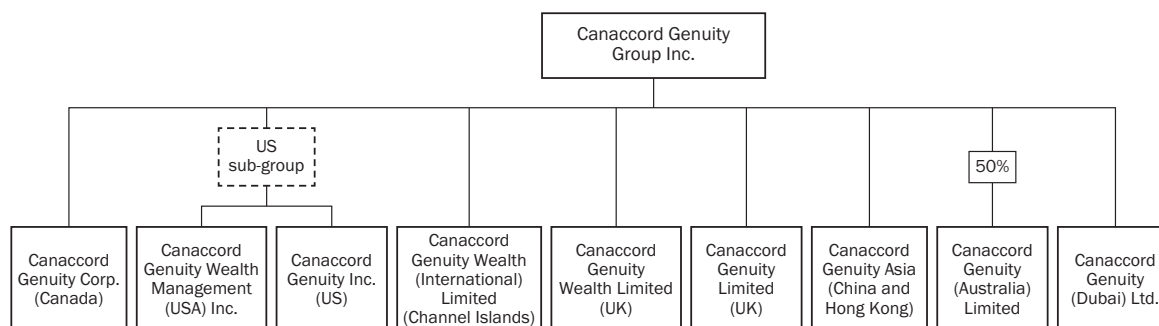 Canaccord Genuity
Group Inc.
US
sub-group
50%
Canaccord
Genuity Corp.
(Canada)
Canaccord
Genuity Wealth
Management
(USA) Inc.
Canaccord
Genuity Inc.
(US)
Canaccord
Genuity Wealth
(International)
Limited
(Channel Islands)
Canaccord
Genuity
Wealth Limited
(UK)
Canaccord
Genuity
Limited
(UK)
Canaccord
Genuity Asia
(China and
Hong Kong)
Canaccord
Genuity
(Australia)
Limited
Canaccord
Genuity
(Dubai) Ltd.